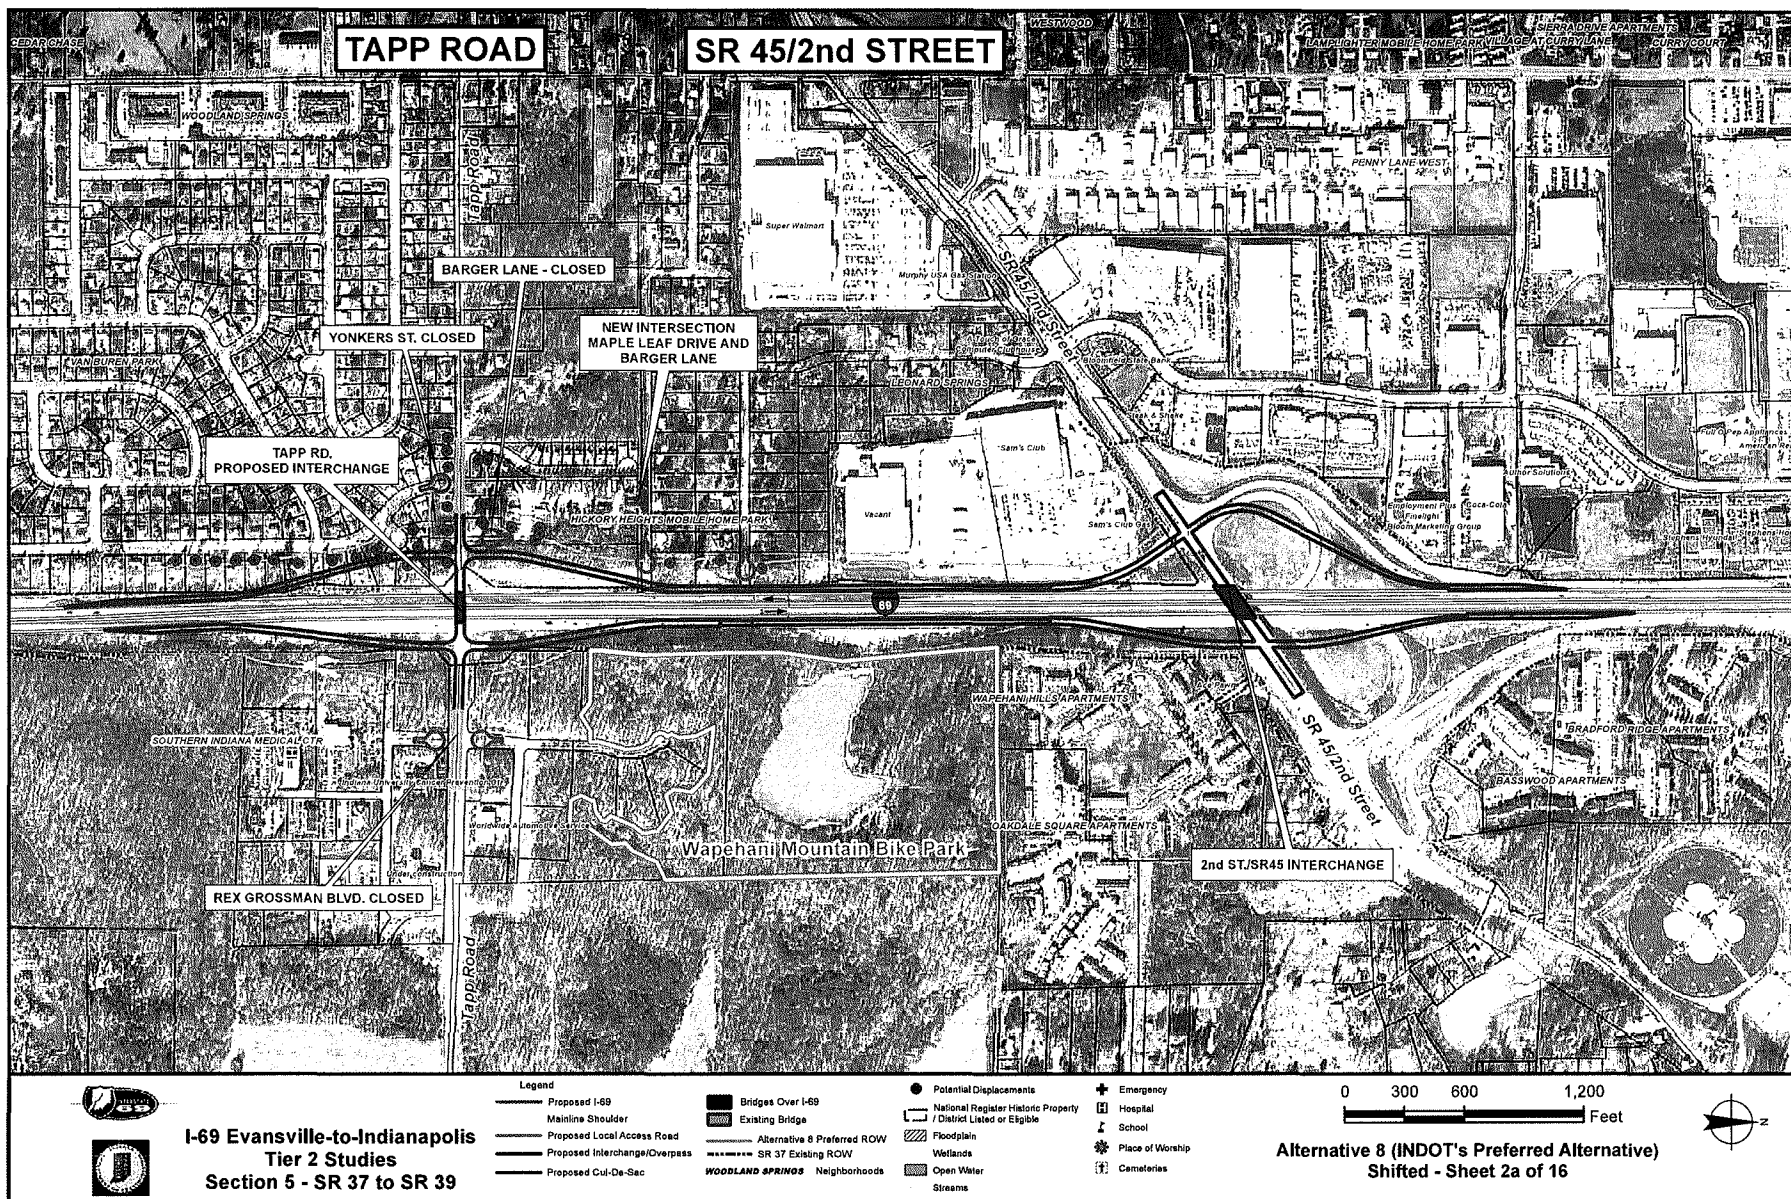 TAPP ROAD
SR 45/2nd STREET
CEDAR CHASE
WESTWOOD
SIERRA DRIVE APARTMENTS
LAMPLIGHTER MOBILE HOME PARK
VILLAGE AT CURRY LANE
CURRY COURT
WOODLAND SPRINGS
Tapp Road
PENNY LANE WEST
Super Walmart
BARGER LANE - CLOSED
Murphy USA Gas Station
SR 45/2nd Street
YONKERS ST. CLOSED
NEW INTERSECTION
MAPLE LEAF DRIVE AND
BARGER LANE
VAN BUREN PARK
Bloomfield State Bank
LEONARD SPRINGS
TAPP RD.
PROPOSED INTERCHANGE
Sam's Club
Vacant
Sam's Club Gas
HICKORY HEIGHTS MOBILE HOME PARK
Employment Plus
Finelight
Bloom Marketing Group
Coca-Cola
Author Solutions
Stephens Hyundai
69
WAPEHANI HILLS APARTMENTS
SOUTHERN INDIANA MEDICAL CTR
BRADFORD RIDGE APARTMENTS
BASSWOOD APARTMENTS
SR 45/2nd Street
Worldwide Automotive Service
OAKDALE SQUARE APARTMENTS
Wapehani Mountain Bike Park
2nd ST./SR45 INTERCHANGE
Under construction
REX GROSSMAN BLVD. CLOSED
Tapp Road
I-69 Evansville-to-Indianapolis
Tier 2 Studies
Section 5 - SR 37 to SR 39
Legend
Proposed I-69
Mainline Shoulder
Proposed Local Access Road
Proposed Interchange/Overpass
Proposed Cul-De-Sac
Bridges Over I-69
Existing Bridge
Alternative 8 Preferred ROW
SR 37 Existing ROW
WOODLAND SPRINGS Neighborhoods
Potential Displacements
National Register Historic Property
/ District Listed or Eligible
Floodplain
Wetlands
Open Water
Streams
Emergency
Hospital
School
Place of Worship
Cemeteries
0 300 600 1,200
Feet
N
Alternative 8 (INDOT's Preferred Alternative)
Shifted - Sheet 2a of 16